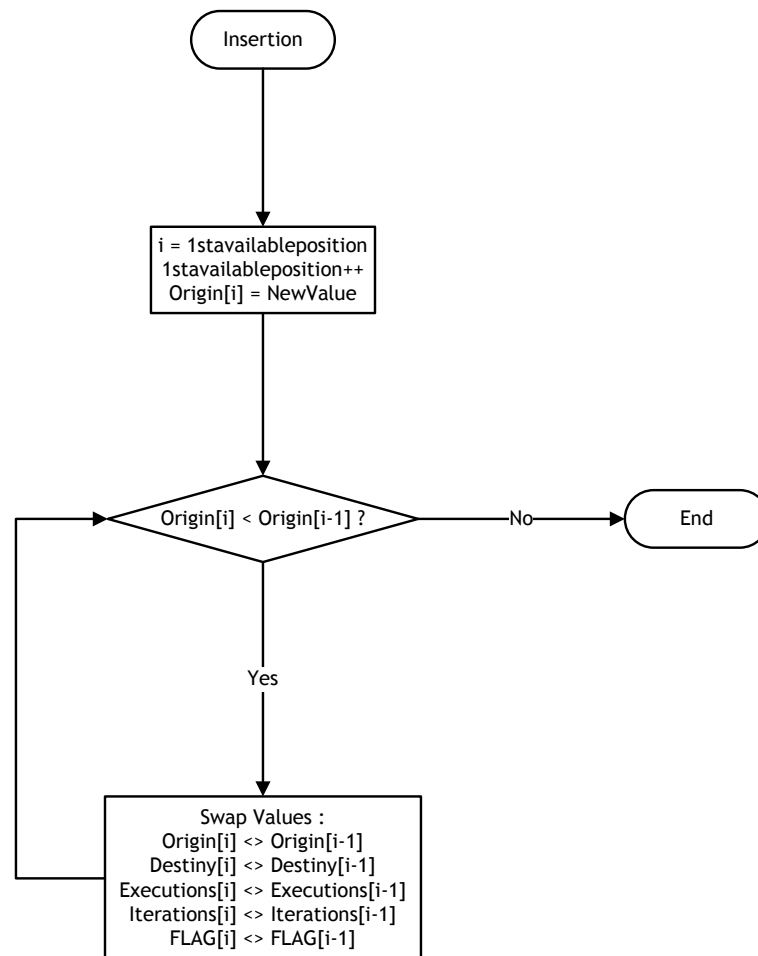 Insertion
i = 1stavailableposition
1stavailableposition++
Origin[i] = NewValue
Origin[i] < Origin[i-1] ?
No
End
Yes
Swap Values :
Origin[i] <> Origin[i-1]
Destiny[i] <> Destiny[i-1]
Executions[i] <> Executions[i-1]
Iterations[i] <> Iterations[i-1]
FLAG[i] <> FLAG[i-1]